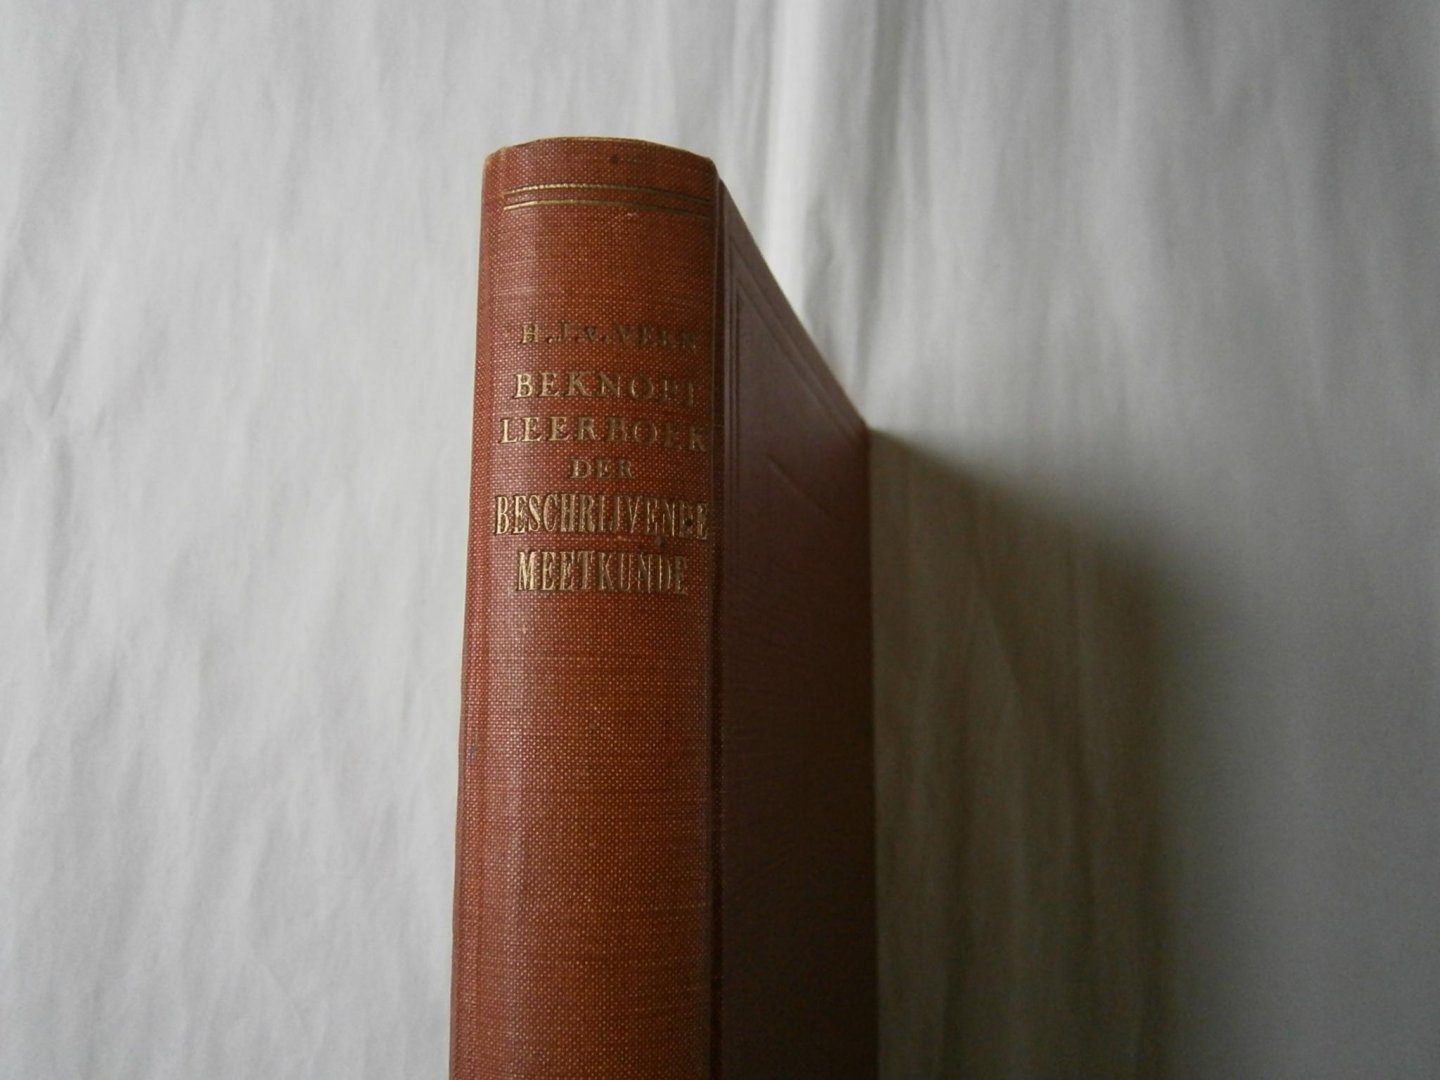 H.J.v.VEEN
BEKNOPT
LEERBOEK
DER
BESCHRIJVENDE
MEETKUNDE